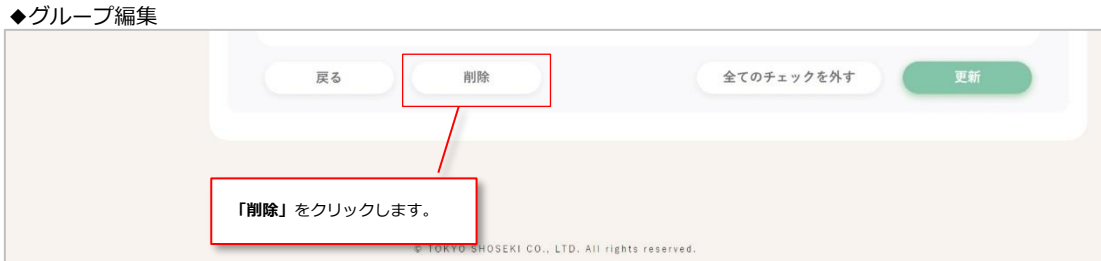 ◆グループ編集
戻る
削除
全てのチェックを外す
更新
「削除」をクリックします。
© TOKYO SHOSEKI CO., LTD. All rights reserved.